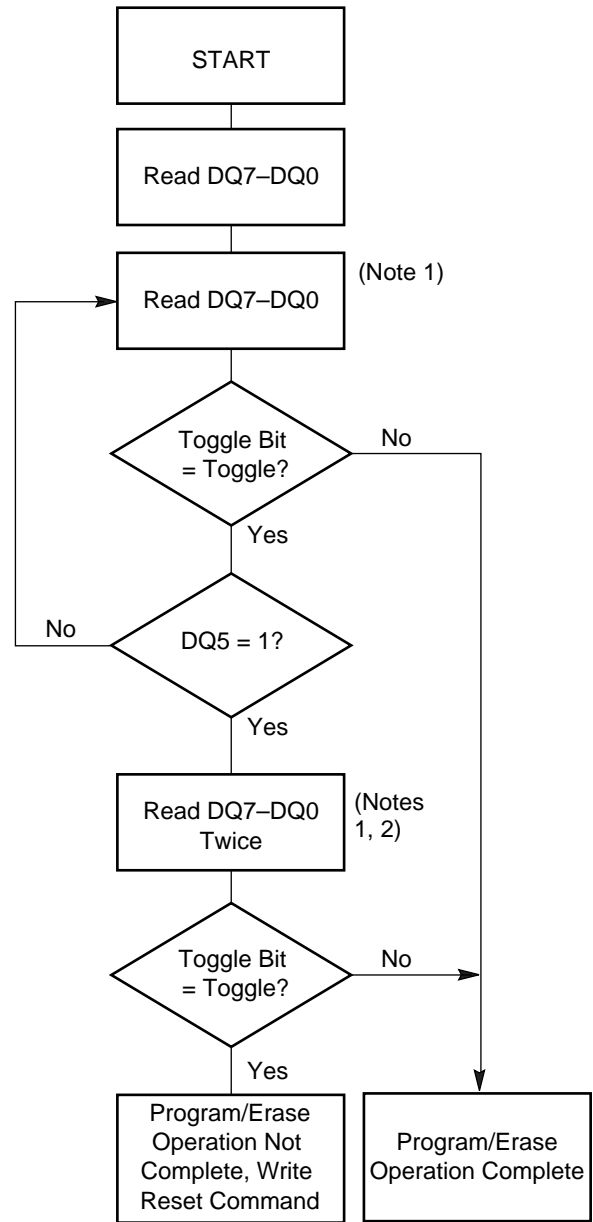 START
Read DQ7–DQ0
Read DQ7–DQ0
(Note 1)
Toggle Bit
= Toggle?
No
Yes
No
DQ5 = 1?
Yes
Read DQ7–DQ0
Twice
(Notes
1, 2)
Toggle Bit
= Toggle?
No
Yes
Program/Erase
Operation Not
Complete, Write
Reset Command
Program/Erase
Operation Complete